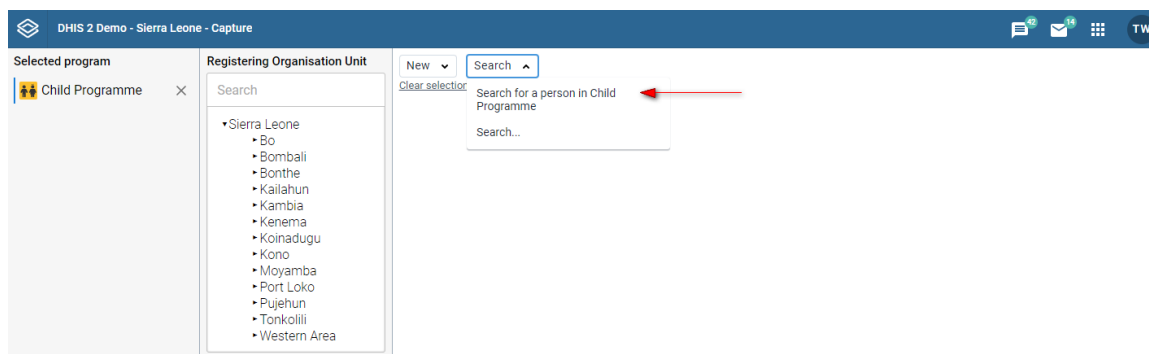 DHIS 2 Demo - Sierra Leone - Capture
42
14
TW
Selected program
Child Programme
Registering Organisation Unit
Search
Sierra Leone
Bo
Bombali
Bonthe
Kailahun
Kambia
Kenema
Koinadugu
Kono
Moyamba
Port Loko
Pujehun
Tonkolili
Western Area
New
Search
Clear selection
Search for a person in Child
Programme
Search...